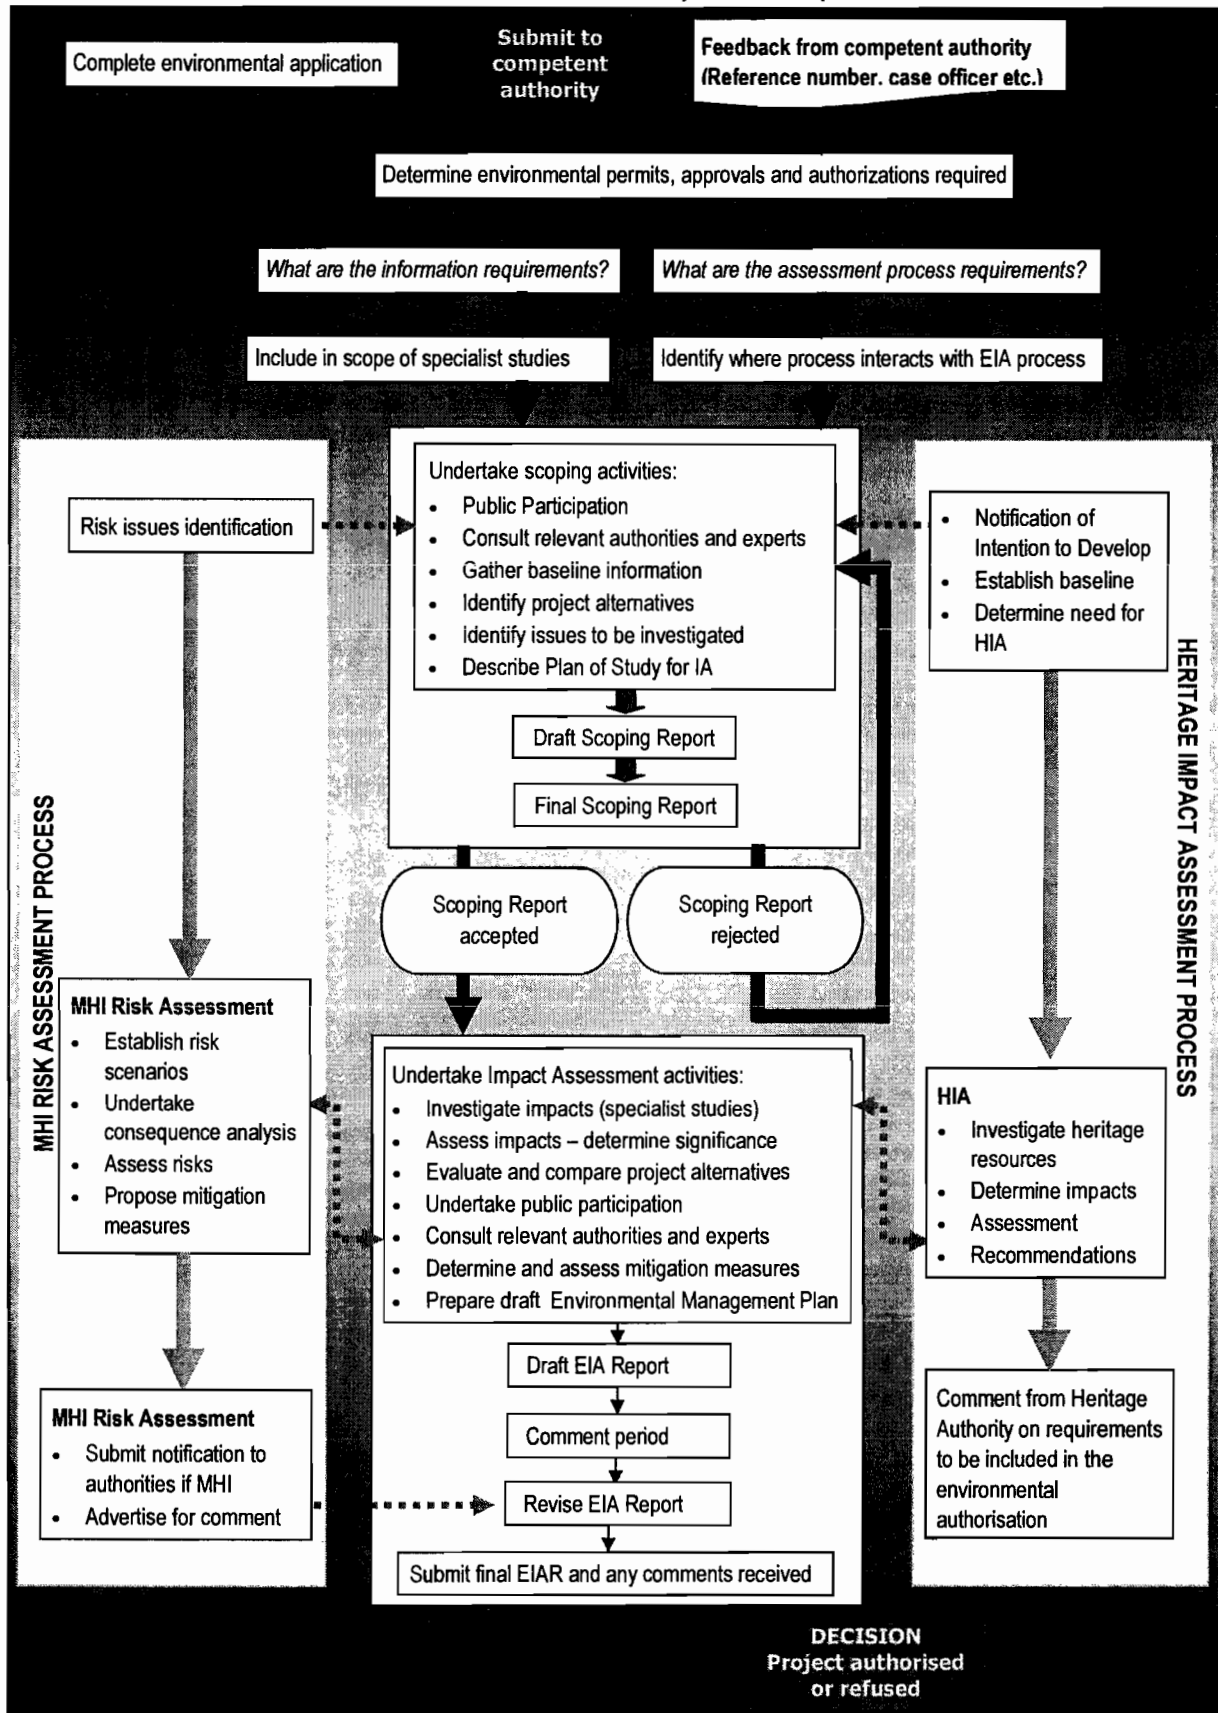 Complete environmental application
Submit to
competent
authority
Feedback from competent authority
(Reference number. case officer etc.)
Determine environmental permits, approvals and authorizations required
What are the information requirements?
What are the assessment process requirements?
Include in scope of specialist studies
Identify where process interacts with EIA process
MHI RISK ASSESSMENT PROCESS
Risk issues identification
MHI Risk Assessment
• Establish risk
scenarios
• Undertake
consequence analysis
• Assess risks
• Propose mitigation
measures
MHI Risk Assessment
• Submit notification to
authorities if MHI
• Advertise for comment
Undertake scoping activities:
• Public Participation
• Consult relevant authorities and experts
• Gather baseline information
• Identify project alternatives
• Identify issues to be investigated
• Describe Plan of Study for IA
Draft Scoping Report
Final Scoping Report
Scoping Report
accepted
Scoping Report
rejected
Undertake Impact Assessment activities:
• Investigate impacts (specialist studies)
• Assess impacts – determine significance
• Evaluate and compare project alternatives
• Undertake public participation
• Consult relevant authorities and experts
• Determine and assess mitigation measures
• Prepare draft Environmental Management Plan
Draft EIA Report
Comment period
Revise EIA Report
Submit final EIAR and any comments received
HERITAGE IMPACT ASSESSMENT PROCESS
• Notification of
Intention to Develop
• Establish baseline
• Determine need for
HIA
HIA
• Investigate heritage
resources
• Determine impacts
• Assessment
• Recommendations
Comment from Heritage
Authority on requirements
to be included in the
environmental
authorisation
DECISION
Project authorised
or refused